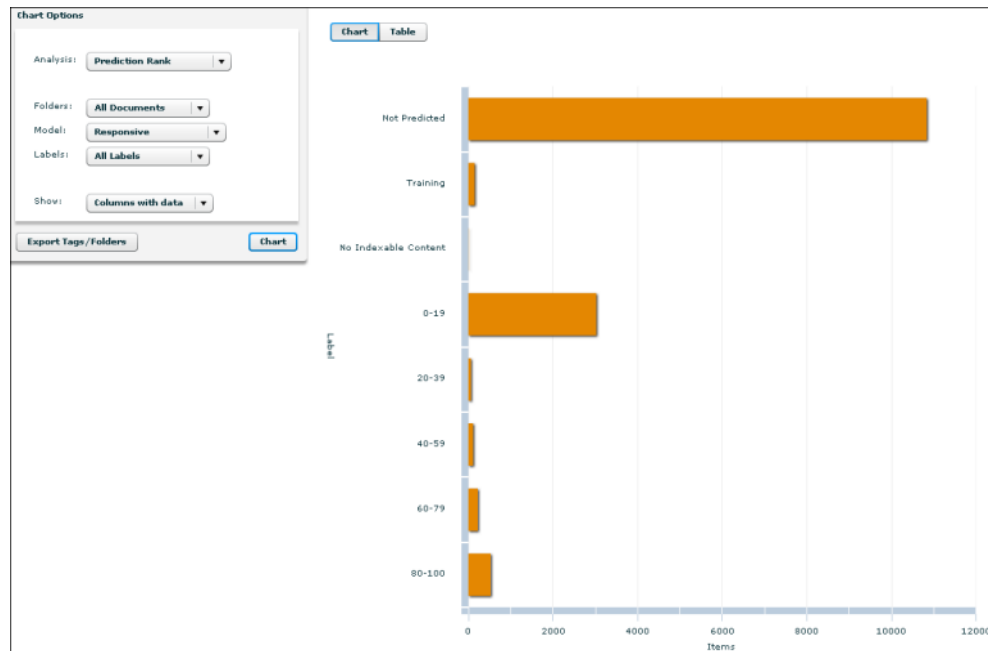 Chart Options
Analysis: Prediction Rank
Folders: All Documents
Model: Responsive
Labels: All Labels
Show: Columns with data
Export Tags/Folders Chart
Chart Table
Not Predicted
Training
No Indexable Content
0-19
Label
20-39
40-59
60-79
80-100
0 2000 4000 6000 8000 10000 12000
Items